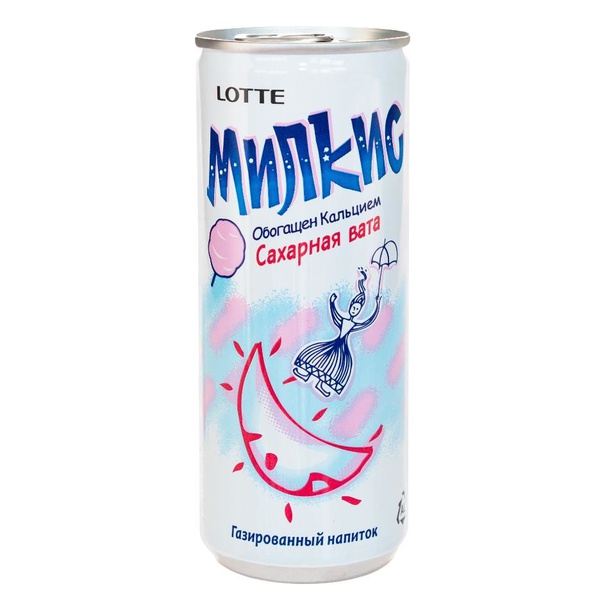 LOTTE
МИЛКИС
Обогащен Кальцием
Сахарная вата
Газированный напиток